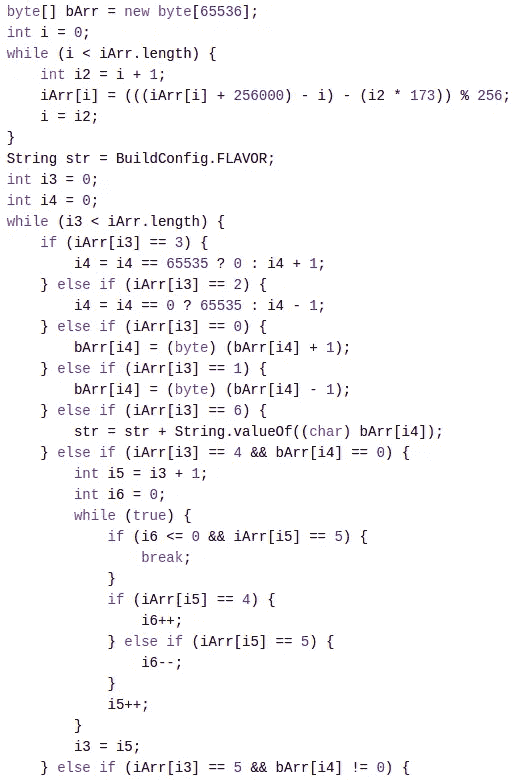 byte[] bArr = new byte[65536];
int i = 0;
while (i < iArr.length) {
    int i2 = i + 1;
    iArr[i] = (((iArr[i] + 256000) - i) - (i2 * 173)) % 256;
    i = i2;
}
String str = BuildConfig.FLAVOR;
int i3 = 0;
int i4 = 0;
while (i3 < iArr.length) {
    if (iArr[i3] == 3) {
        i4 = i4 == 65535 ? 0 : i4 + 1;
    } else if (iArr[i3] == 2) {
        i4 = i4 == 0 ? 65535 : i4 - 1;
    } else if (iArr[i3] == 0) {
        bArr[i4] = (byte) (bArr[i4] + 1);
    } else if (iArr[i3] == 1) {
        bArr[i4] = (byte) (bArr[i4] - 1);
    } else if (iArr[i3] == 6) {
        str = str + String.valueOf((char) bArr[i4]);
    } else if (iArr[i3] == 4 && bArr[i4] == 0) {
        int i5 = i3 + 1;
        int i6 = 0;
        while (true) {
            if (i6 <= 0 && iArr[i5] == 5) {
                break;
            }
            if (iArr[i5] == 4) {
                i6++;
            } else if (iArr[i5] == 5) {
                i6--;
            }
            i5++;
        }
        i3 = i5;
    } else if (iArr[i3] == 5 && bArr[i4] != 0) {